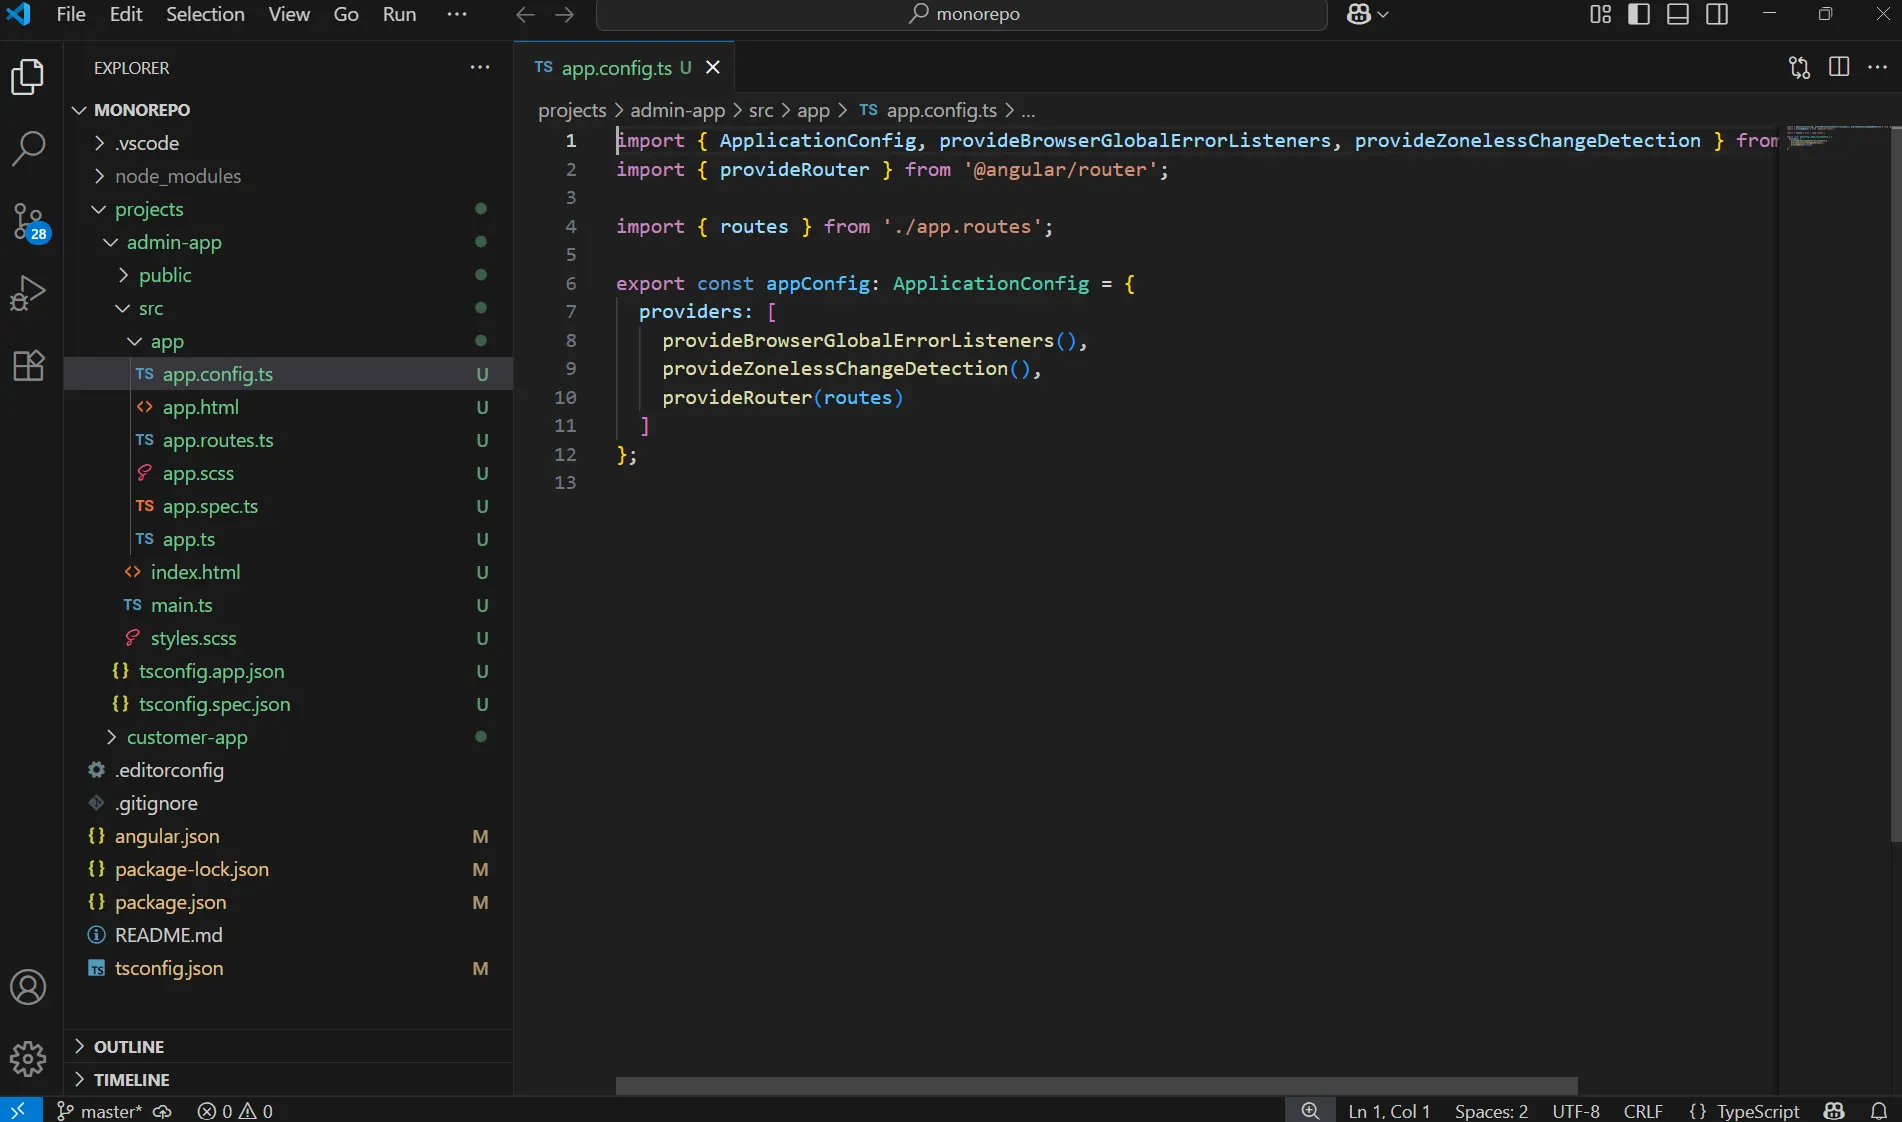 File Edit Selection View Go Run ... monorepo
EXPLORER ...
MONOREPO
.vscode
node_modules
projects
admin-app
public
src
app
TS app.config.ts U
<> app.html U
TS app.routes.ts U
app.scss U
TS app.spec.ts U
TS app.ts U
<> index.html U
TS main.ts U
styles.scss U
{} tsconfig.app.json U
{} tsconfig.spec.json U
customer-app
.editorconfig
.gitignore
{} angular.json M
{} package-lock.json M
{} package.json M
README.md
TS tsconfig.json M
OUTLINE
TIMELINE
28
TS app.config.ts U
projects > admin-app > src > app > TS app.config.ts > ...
1 import { ApplicationConfig, provideBrowserGlobalErrorListeners, provideZonelessChangeDetection } from
2 import { provideRouter } from '@angular/router';
3
4 import { routes } from './app.routes';
5
6 export const appConfig: ApplicationConfig = {
7 providers: [
8 provideBrowserGlobalErrorListeners(),
9 provideZonelessChangeDetection(),
10 provideRouter(routes)
11 ]
12 };
13
master* 0 0 Ln 1, Col 1 Spaces: 2 UTF-8 CRLF {} TypeScript